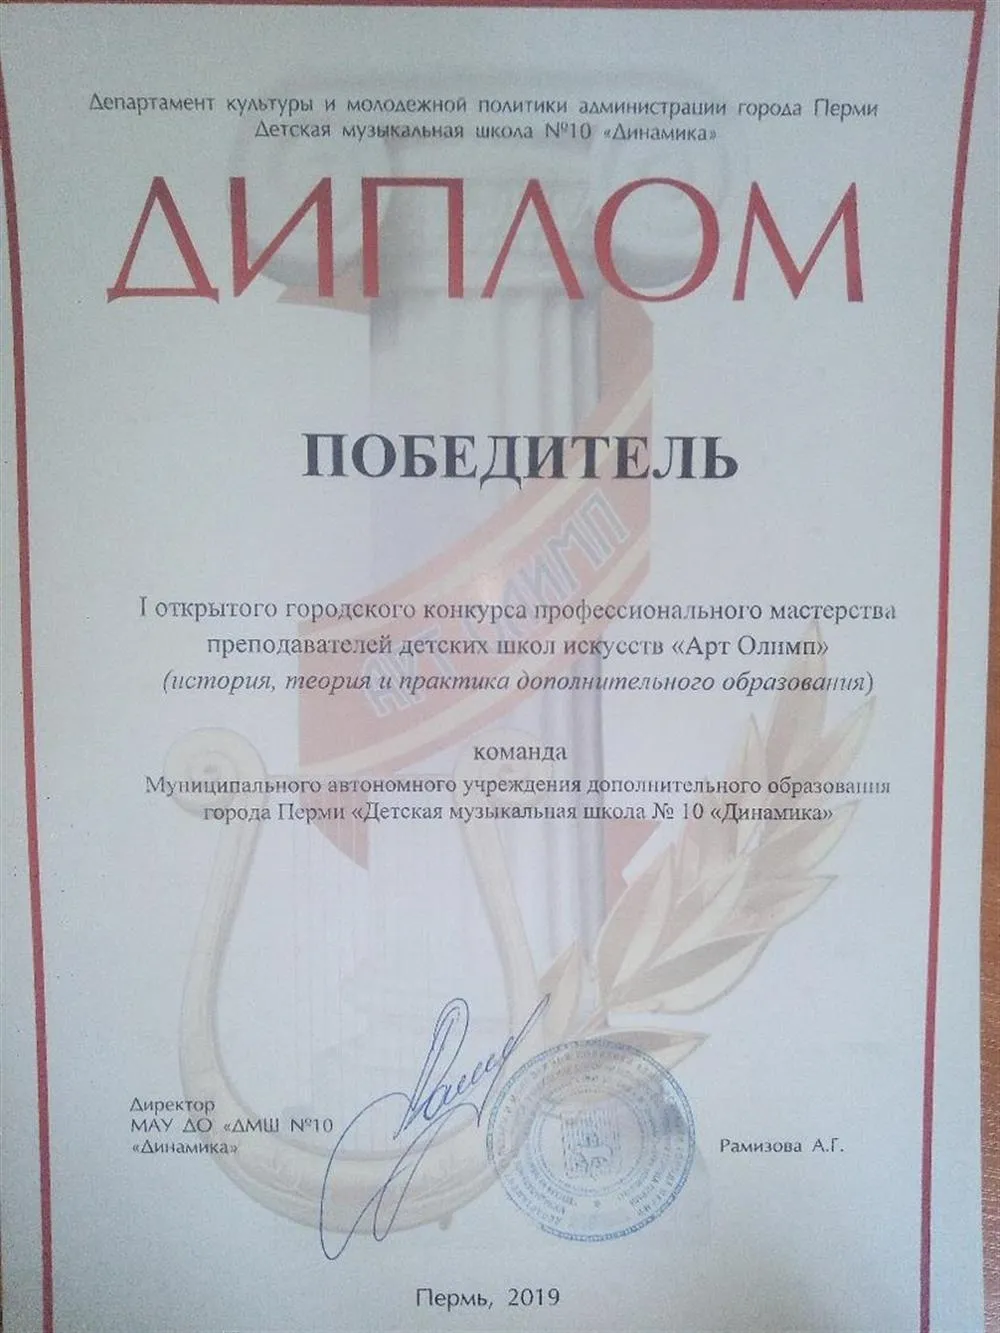 Департамент культуры и молодежной политики администрации города Перми
Детская музыкальная школа №10 «Динамика»
ДИПЛОМ
ПОБЕДИТЕЛЬ
I открытого городского конкурса профессионального мастерства
преподавателей детских школ искусств «Арт Олимп»
(история, теория и практика дополнительного образования)
АРТ ОЛИМП
команда
Муниципального автономного учреждения дополнительного образования
города Перми «Детская музыкальная школа № 10 «Динамика»
Директор
МАУ ДО «ДМШ №10
«Динамика»
Рамизова А.Г.
Пермь, 2019